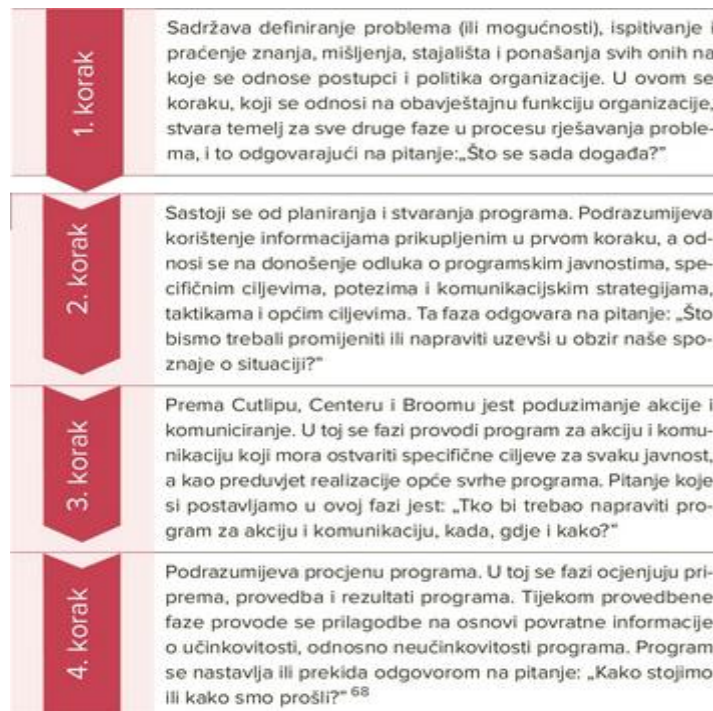 1. korak
Sadržava definiranje problema (ili mogućnosti), ispitivanje i
praćenje znanja, mišljenja, stajališta i ponašanja svih onih na
koje se odnose postupci i politika organizacije. U ovom se
koraku, koji se odnosi na obavještajnu funkciju organizacije,
stvara temelj za sve druge faze u procesu rješavanja proble-
ma, i to odgovarajući na pitanje:„Što se sada događa?”
2. korak
Sastoji se od planiranja i stvaranja programa. Podrazumijeva
korištenje informacijama prikupljenim u prvom koraku, a od-
nosi se na donošenje odluka o programskim javnostima, spe-
cifičnim ciljevima, potezima i komunikacijskim strategijama,
taktikama i općim ciljevima. Ta faza odgovara na pitanje: „Što
bismo trebali promijeniti ili napraviti uzevši u obzir naše spo-
znaje o situaciji?”
3. korak
Prema Cutlipu, Centeru i Broomu jest poduzimanje akcije i
komuniciranje. U toj se fazi provodi program za akciju i komu-
nikaciju koji mora ostvariti specifične ciljeve za svaku javnost,
a kao preduvjet realizacije opće svrhe programa. Pitanje koje
si postavljamo u ovoj fazi jest: „Tko bi trebao napraviti pro-
gram za akciju i komunikaciju, kada, gdje i kako?”
4. korak
Podrazumijeva procjenu programa. U toj se fazi ocjenjuju pri-
prema, provedba i rezultati programa. Tijekom provedbene
faze provode se prilagodbe na osnovi povratne informacije
o učinkovitosti, odnosno neučinkovitosti programa. Program
se nastavlja ili prekida odgovorom na pitanje: „Kako stojimo
ili kako smo prošli?” 68